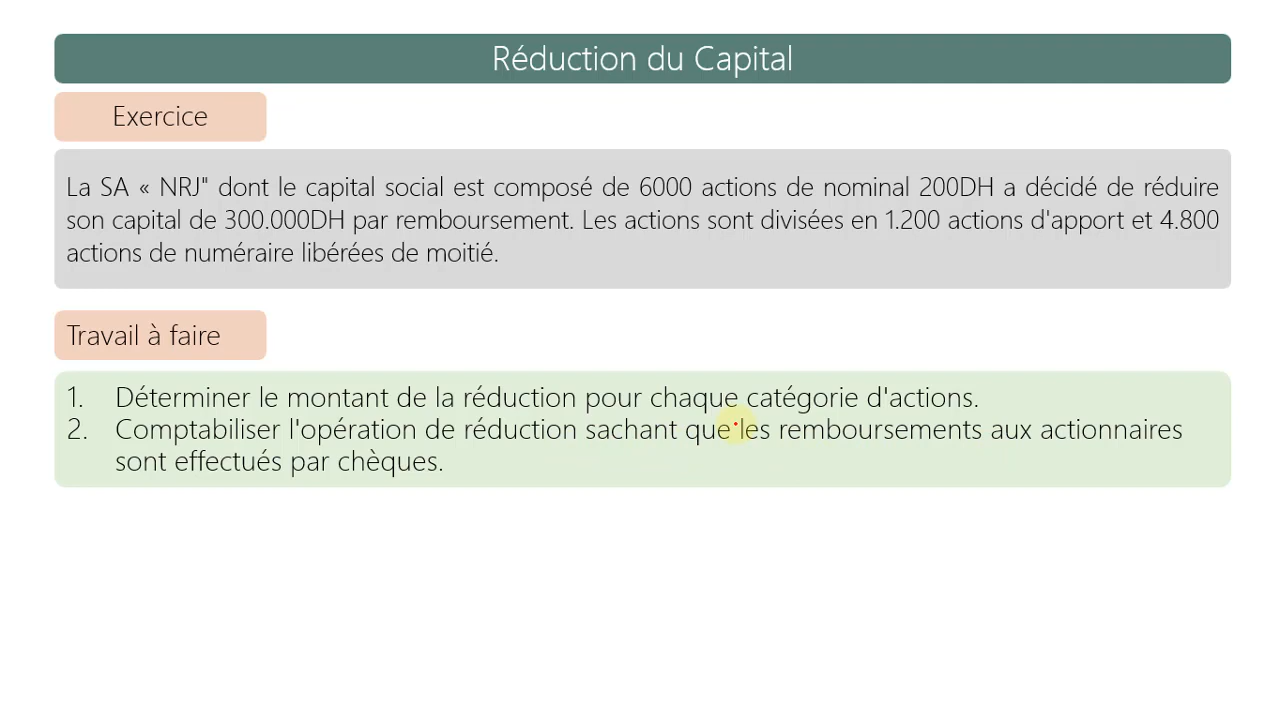 Réduction du Capital
Exercice
La SA « NRJ" dont le capital social est composé de 6000 actions de nominal 200DH a décidé de réduire
son capital de 300.000DH par remboursement. Les actions sont divisées en 1.200 actions d'apport et 4.800
actions de numéraire libérées de moitié.
Travail à faire
1. Déterminer le montant de la réduction pour chaque catégorie d'actions.
2. Comptabiliser l'opération de réduction sachant que les remboursements aux actionnaires
sont effectués par chèques.